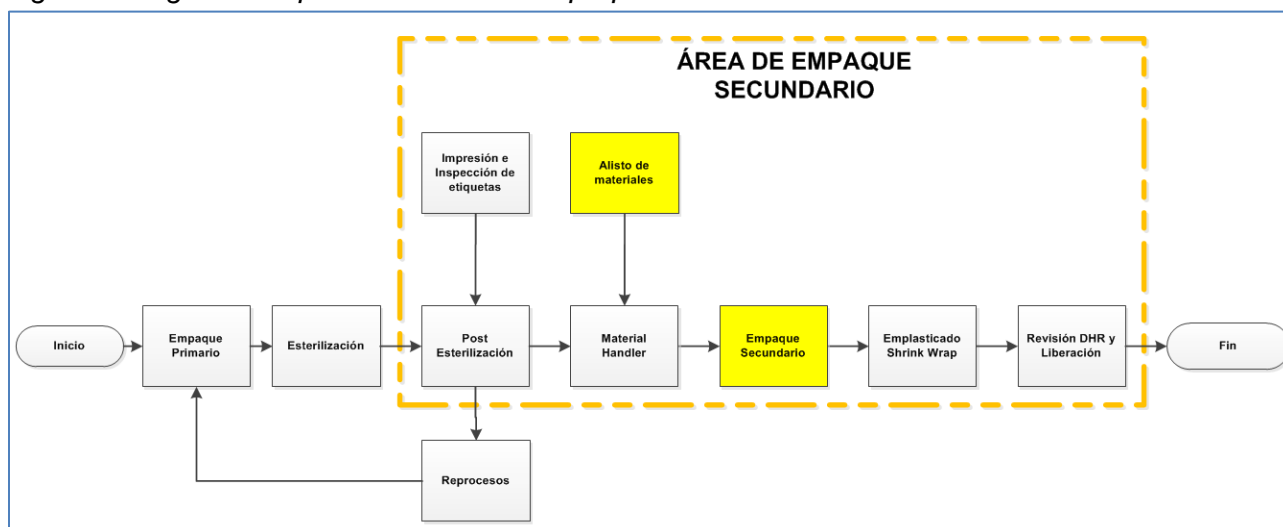 ÁREA DE EMPAQUE
SECUNDARIO
Impresión e
Inspección de
etiquetas
Alisto de
materiales
Inicio
Empaque
Primario
Esterilización
Post
Esterilización
Material
Handler
Empaque
Secundario
Emplasticado
Shrink Wrap
Revisión DHR y
Liberación
Fin
Reprocesos